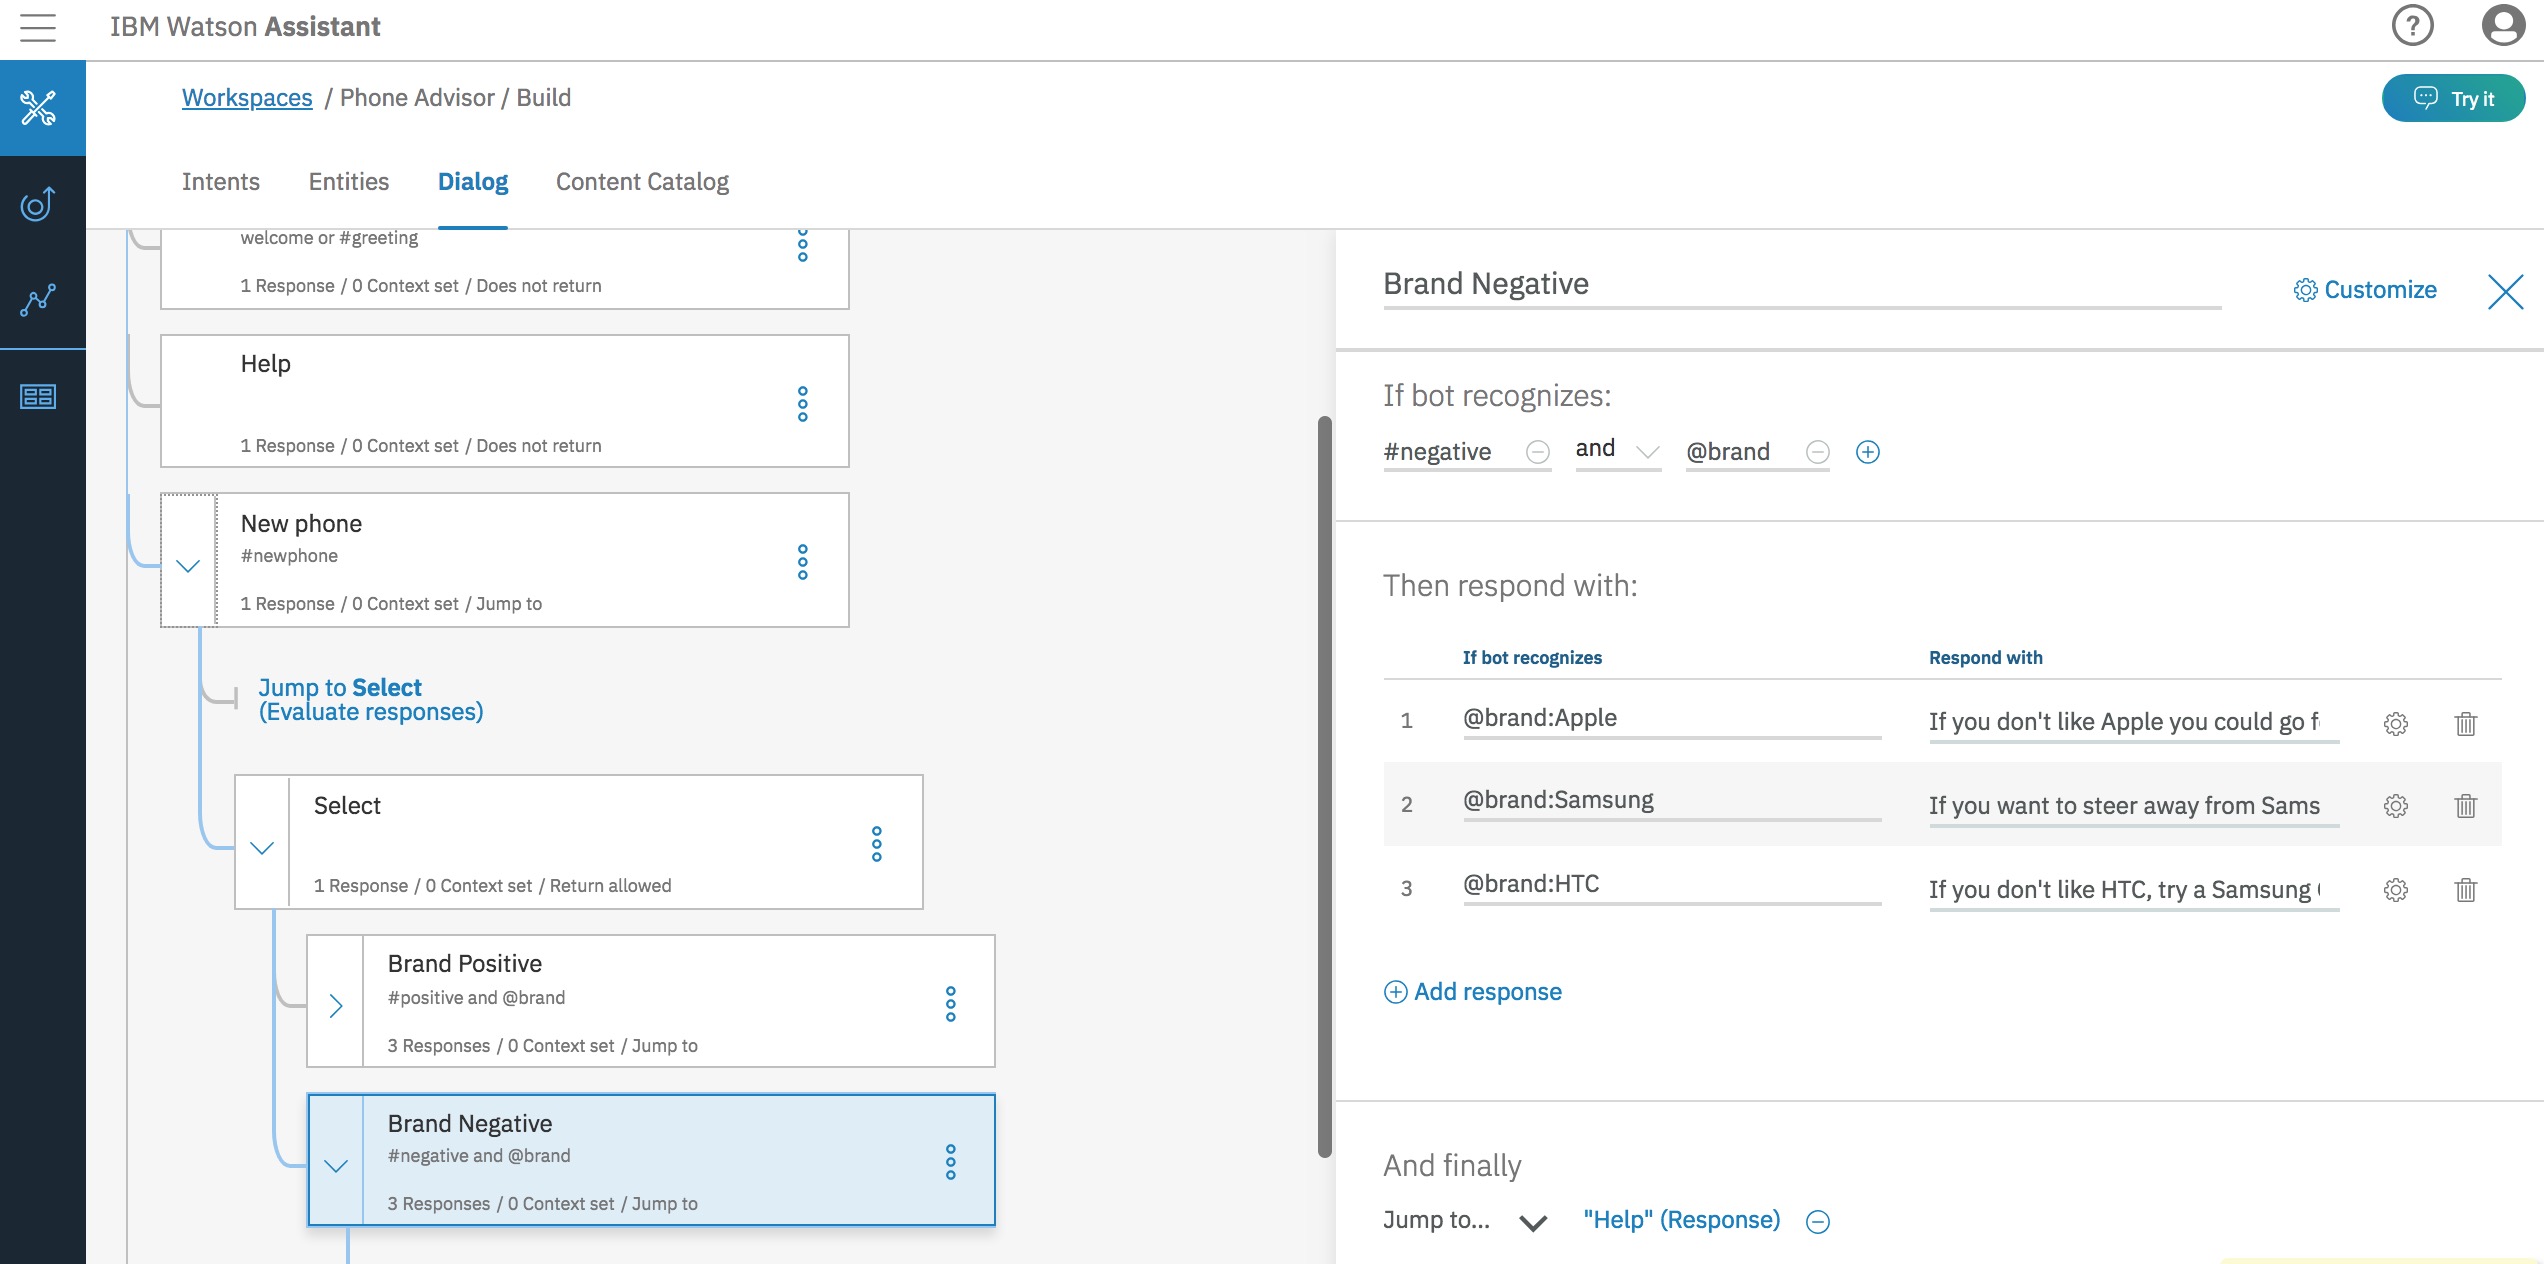 IBM Watson Assistant
?
Workspaces / Phone Advisor / Build
Try it
Intents Entities Dialog Content Catalog
welcome or #greeting
1 Response / 0 Context set / Does not return
Help
1 Response / 0 Context set / Does not return
New phone
#newphone
1 Response / 0 Context set / Jump to
Jump to Select
(Evaluate responses)
Select
1 Response / 0 Context set / Return allowed
Brand Positive
#positive and @brand
3 Responses / 0 Context set / Jump to
Brand Negative
#negative and @brand
3 Responses / 0 Context set / Jump to
Brand Negative
Customize
If bot recognizes:
#negative and @brand
Then respond with:
If bot recognizes Respond with
1 @brand:Apple If you don't like Apple you could go
2 @brand:Samsung If you want to steer away from Sams
3 @brand:HTC If you don't like HTC, try a Samsung
Add response
And finally
Jump to... "Help" (Response)